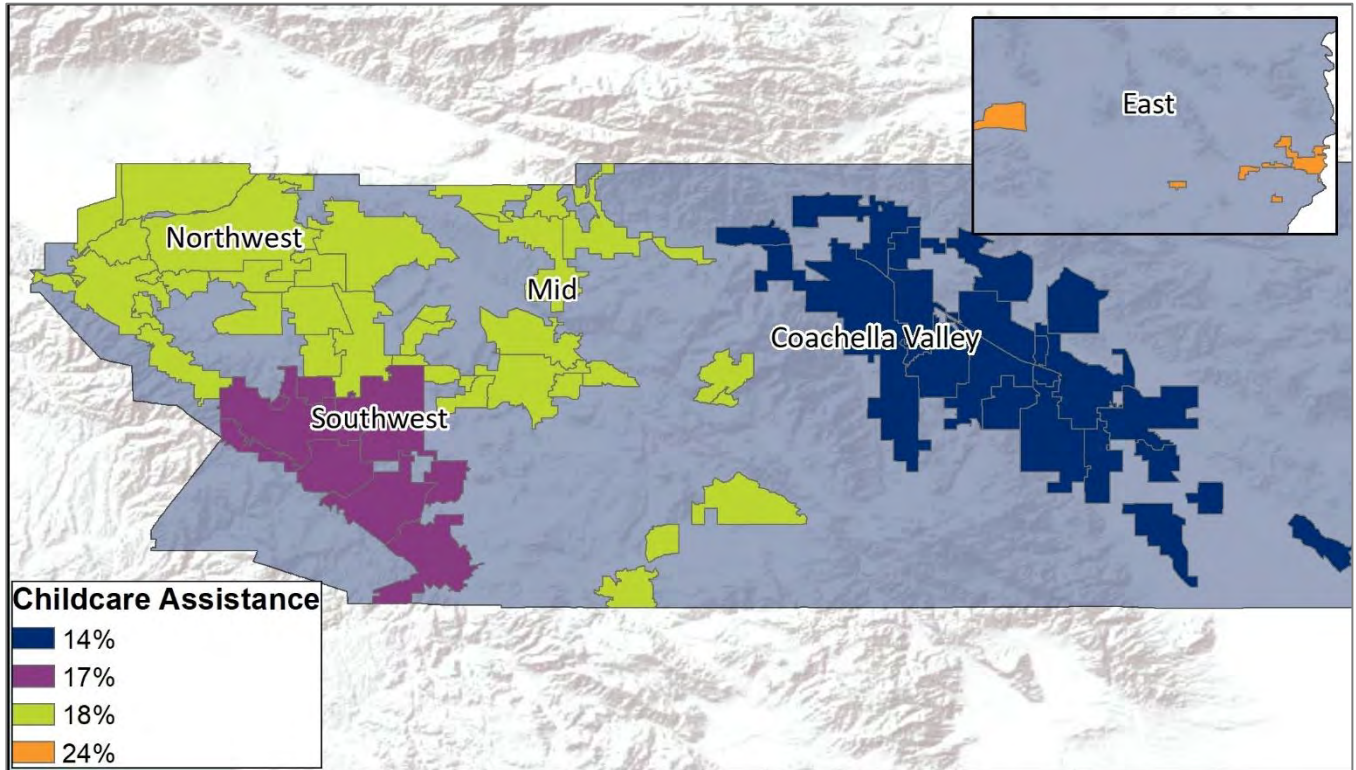 East
Northwest
Mid
Coachella Valley
Southwest
Childcare Assistance
14%
17%
18%
24%